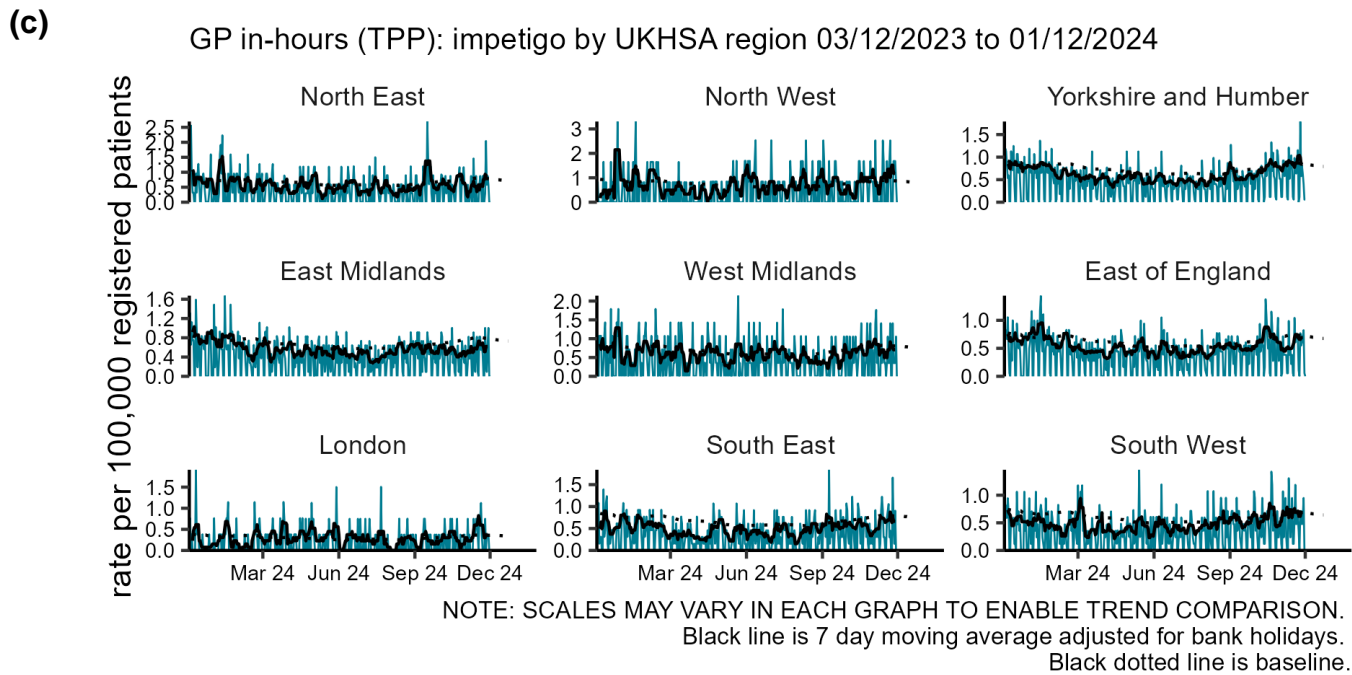 (c)
GP in-hours (TPP): impetigo by UKHSA region 03/12/2023 to 01/12/2024
rate per 100,000 registered patients
North East
North West
Yorkshire and Humber
2.5
2.0
1.5
1.0
0.5
0.0
3
2
1
0
1.5
1.0
0.5
0.0
East Midlands
West Midlands
East of England
1.6
1.2
0.8
0.4
0.0
2.0
1.5
1.0
0.5
0.0
1.0
0.5
0.0
London
South East
South West
1.5
1.0
0.5
0.0
1.5
1.0
0.5
0.0
1.0
0.5
0.0
Mar 24 Jun 24 Sep 24 Dec 24
Mar 24 Jun 24 Sep 24 Dec 24
Mar 24 Jun 24 Sep 24 Dec 24
NOTE: SCALES MAY VARY IN EACH GRAPH TO ENABLE TREND COMPARISON.
Black line is 7 day moving average adjusted for bank holidays.
Black dotted line is baseline.